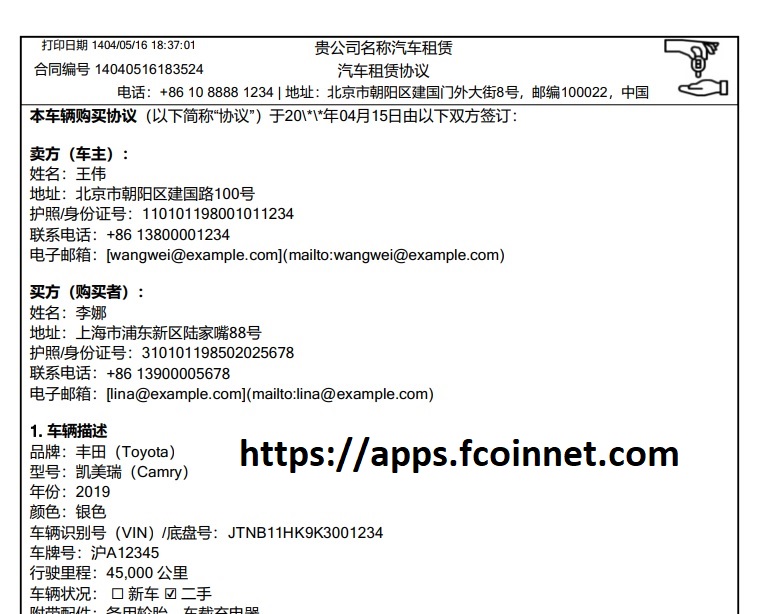 打印日期 1404/05/16 18:37:01
贵公司名称汽车租赁
合同编号 14040516183524
汽车租赁协议
电话：+86 10 8888 1234 | 地址：北京市朝阳区建国门外大街8号，邮编100022，中国
本车辆购买协议（以下简称“协议”）于20\*\*年04月15日由以下双方签订：
卖方（车主）：
姓名：王伟
地址：北京市朝阳区建国路100号
护照/身份证号：110101198001011234
联系电话：+86 13800001234
电子邮箱：[wangwei@example.com](mailto:wangwei@example.com)
买方（购买者）：
姓名：李娜
地址：上海市浦东新区陆家嘴88号
护照/身份证号：310101198502025678
联系电话：+86 13900005678
电子邮箱：[lina@example.com](mailto:lina@example.com)
1. 车辆描述
品牌：丰田（Toyota）
https://apps.fcoinnet.com
型号：凯美瑞（Camry）
年份：2019
颜色：银色
车辆识别号（VIN）/底盘号：JTNB11HK9K3001234
车牌号：沪A12345
行驶里程：45,000 公里
车辆状况： ☐ 新车 ☑ 二手
附带配件：备用轮胎、车载充电器